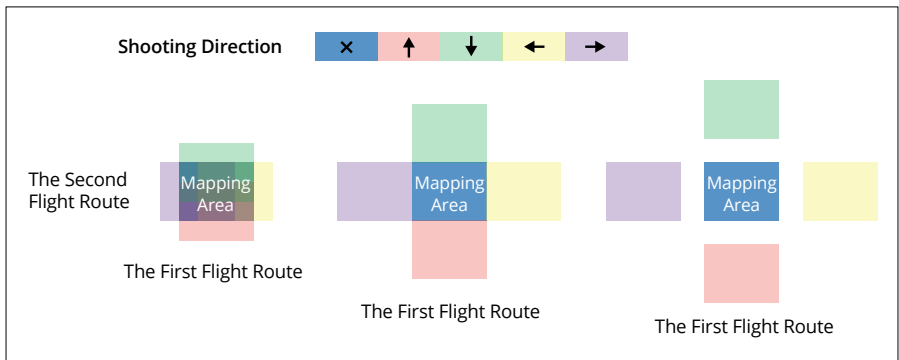 Shooting Direction
× ↑ ↓ ← →
The Second
Flight Route
Mapping
Area
Mapping
Area
Mapping
Area
The First Flight Route
The First Flight Route
The First Flight Route